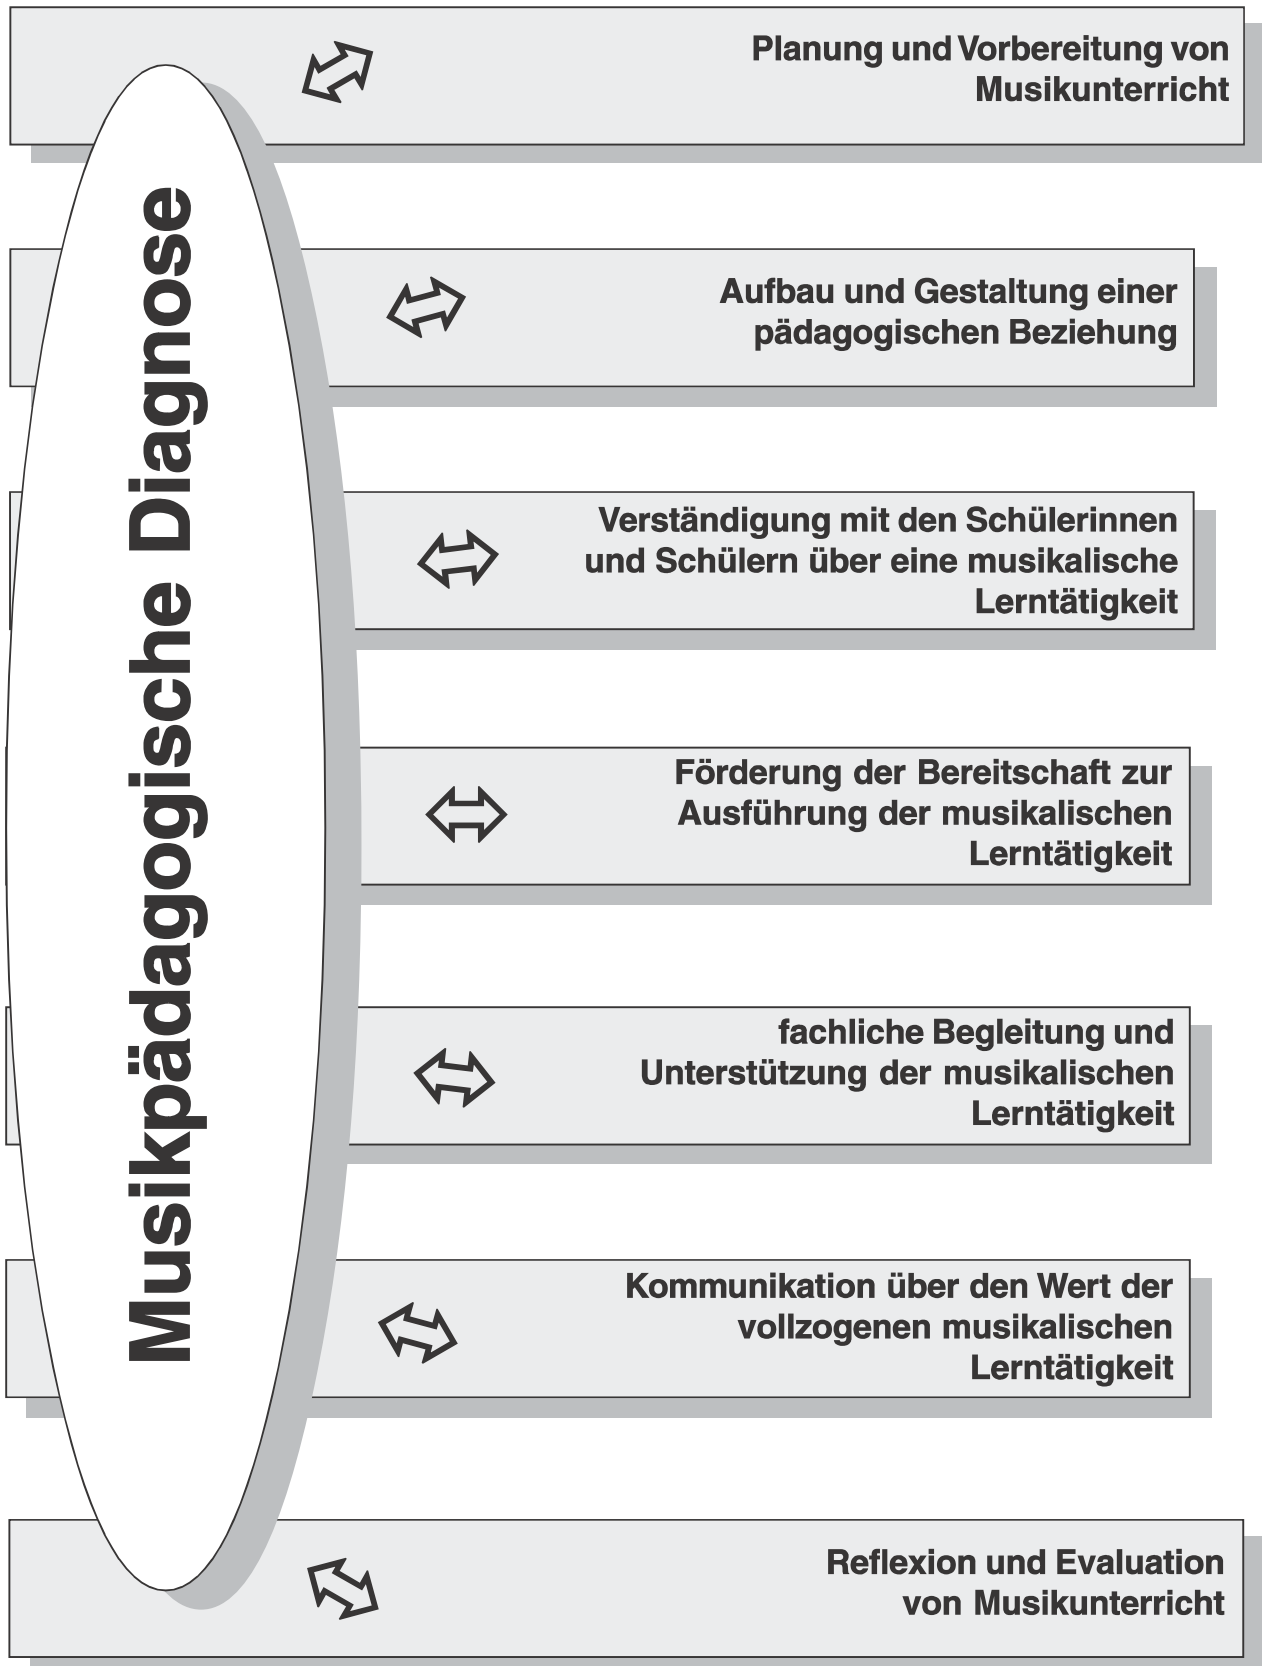 Musikpädagogische Diagnose
Planung und Vorbereitung von
Musikunterricht
Aufbau und Gestaltung einer
pädagogischen Beziehung
Verständigung mit den Schülerinnen
und Schülern über eine musikalische
Lerntätigkeit
Förderung der Bereitschaft zur
Ausführung der musikalischen
Lerntätigkeit
fachliche Begleitung und
Unterstützung der musikalischen
Lerntätigkeit
Kommunikation über den Wert der
vollzogenen musikalischen
Lerntätigkeit
Reflexion und Evaluation
von Musikunterricht